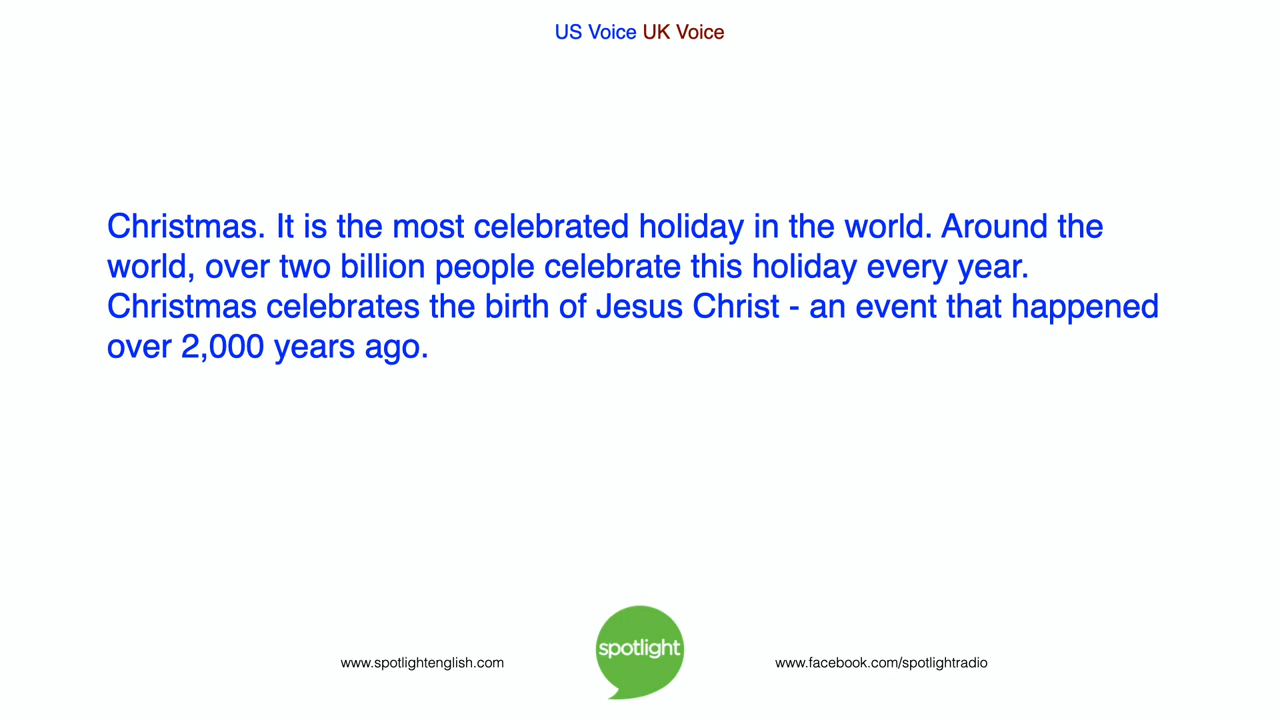 US Voice UK Voice
Christmas. It is the most celebrated holiday in the world. Around the
world, over two billion people celebrate this holiday every year.
Christmas celebrates the birth of Jesus Christ - an event that happened
over 2,000 years ago.
spotlight
www.spotlightenglish.com
www.facebook.com/spotlightradio